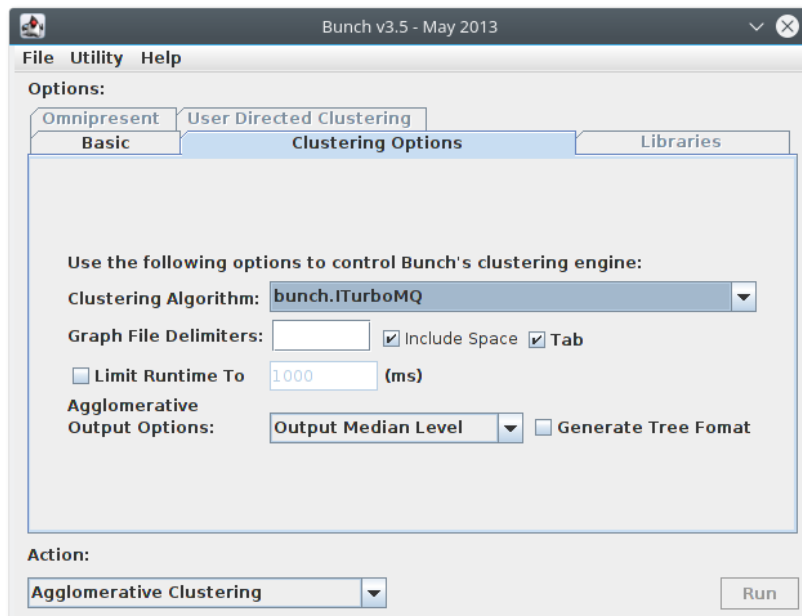 Bunch v3.5 - May 2013
File Utility Help
Options:
Omnipresent User Directed Clustering
Basic Clustering Options Libraries
Use the following options to control Bunch's clustering engine:
Clustering Algorithm: bunch.ITurboMQ
Graph File Delimiters: Include Space Tab
Limit Runtime To 1000 (ms)
Agglomerative
Output Options: Output Median Level Generate Tree Fomat
Action:
Agglomerative Clustering Run